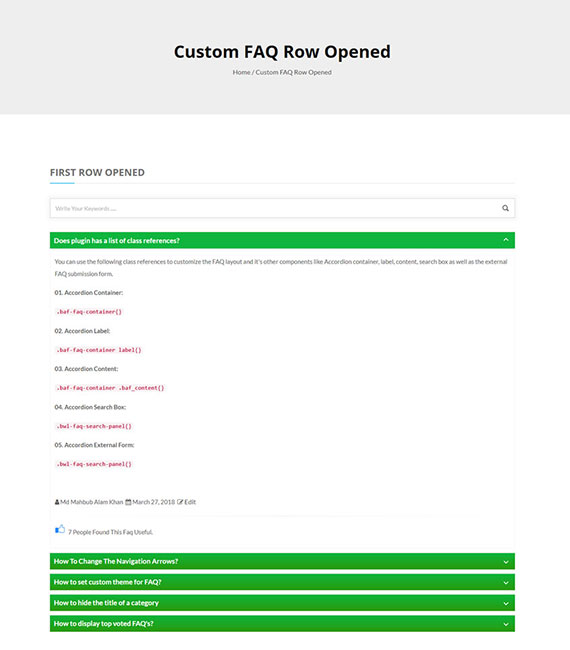 Custom FAQ Row Opened
Home / Custom FAQ Row Opened
FIRST ROW OPENED
Write Your Keywords ....
Does plugin has a list of class references?
You can use the following class references to customize the FAQ layout and it's other components like Accordion container, label, content, search box as well as the external
FAQ submission form.
01. Accordion Container:
.baf-faq-container{}
02. Accordion Label:
.baf-faq-container label{}
03. Accordion Content:
.baf-faq-container .baf_content{}
04. Accordion Search Box:
.bwl-faq-search-panel{}
05. Accordion External Form:
.bwl-faq-search-panel{}
Md Mahbub Alam Khan March 27, 2018 Edit
7 People Found This Faq Useful.
How To Change The Navigation Arrows?
How to set custom theme for FAQ?
How to hide the title of a category
How to display top voted FAQ's?